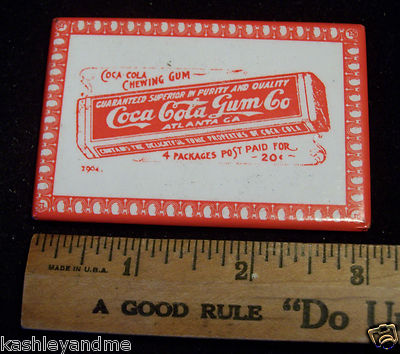 COCA COLA
CHEWING GUM
GUARANTEED SUPERIOR IN PURITY AND QUALITY
Coca Cola Gum Co
ATLANTA GA
CONTAINS THE DELIGHTFUL TONIC PROPERTIES OF COCA-COLA
4 PACKAGES POST PAID FOR
20¢
1904.
MADE IN U.S.A.
1 2 3
A GOOD RULE "Do U
kashleyandme